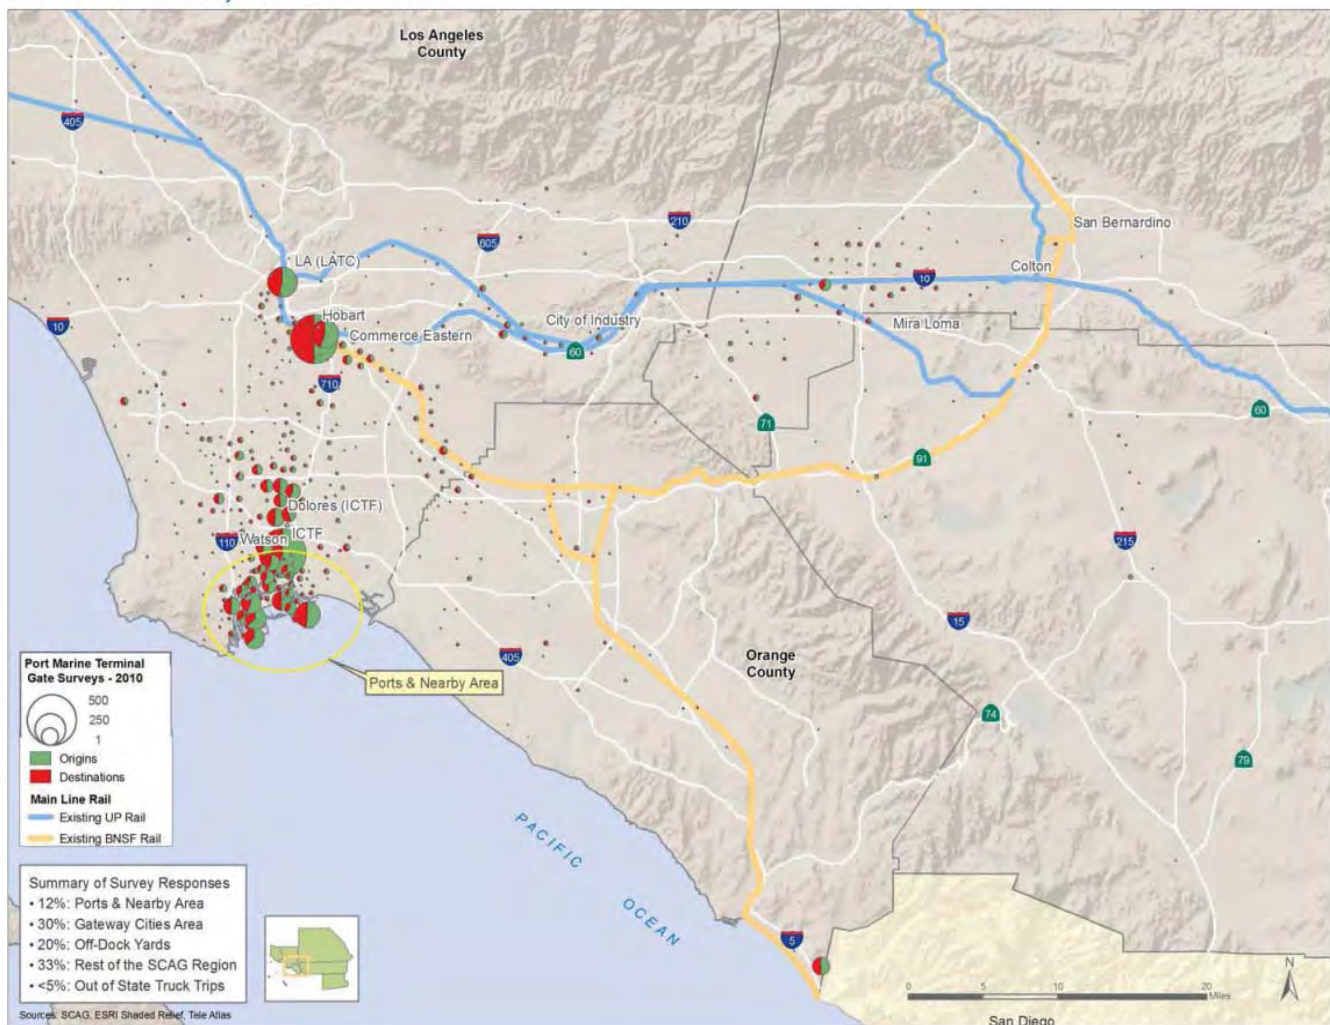 Los Angeles
County
405
210
605
San Bernardino
LA (LATC)
Colton
10
Hobart
10
City of Industry
Mira Loma
Commerce Eastern
60
710
71
60
91
Dolores (ICTF)
ICTF
Watson
110
215
15
405
Orange
County
Ports & Nearby Area
74
79
Port Marine Terminal
Gate Surveys - 2010
500
250
1
Origins
Destinations
Main Line Rail
Existing UP Rail
Existing BNSF Rail
PACIFIC
OCEAN
Summary of Survey Responses
• 12%: Ports & Nearby Area
• 30%: Gateway Cities Area
• 20%: Off-Dock Yards
• 33%: Rest of the SCAG Region
• <5%: Out of State Truck Trips
5
N
0 5 10 20
Miles
Sources: SCAG, ESRI Shaded Relief, Tele Atlas
San Diego